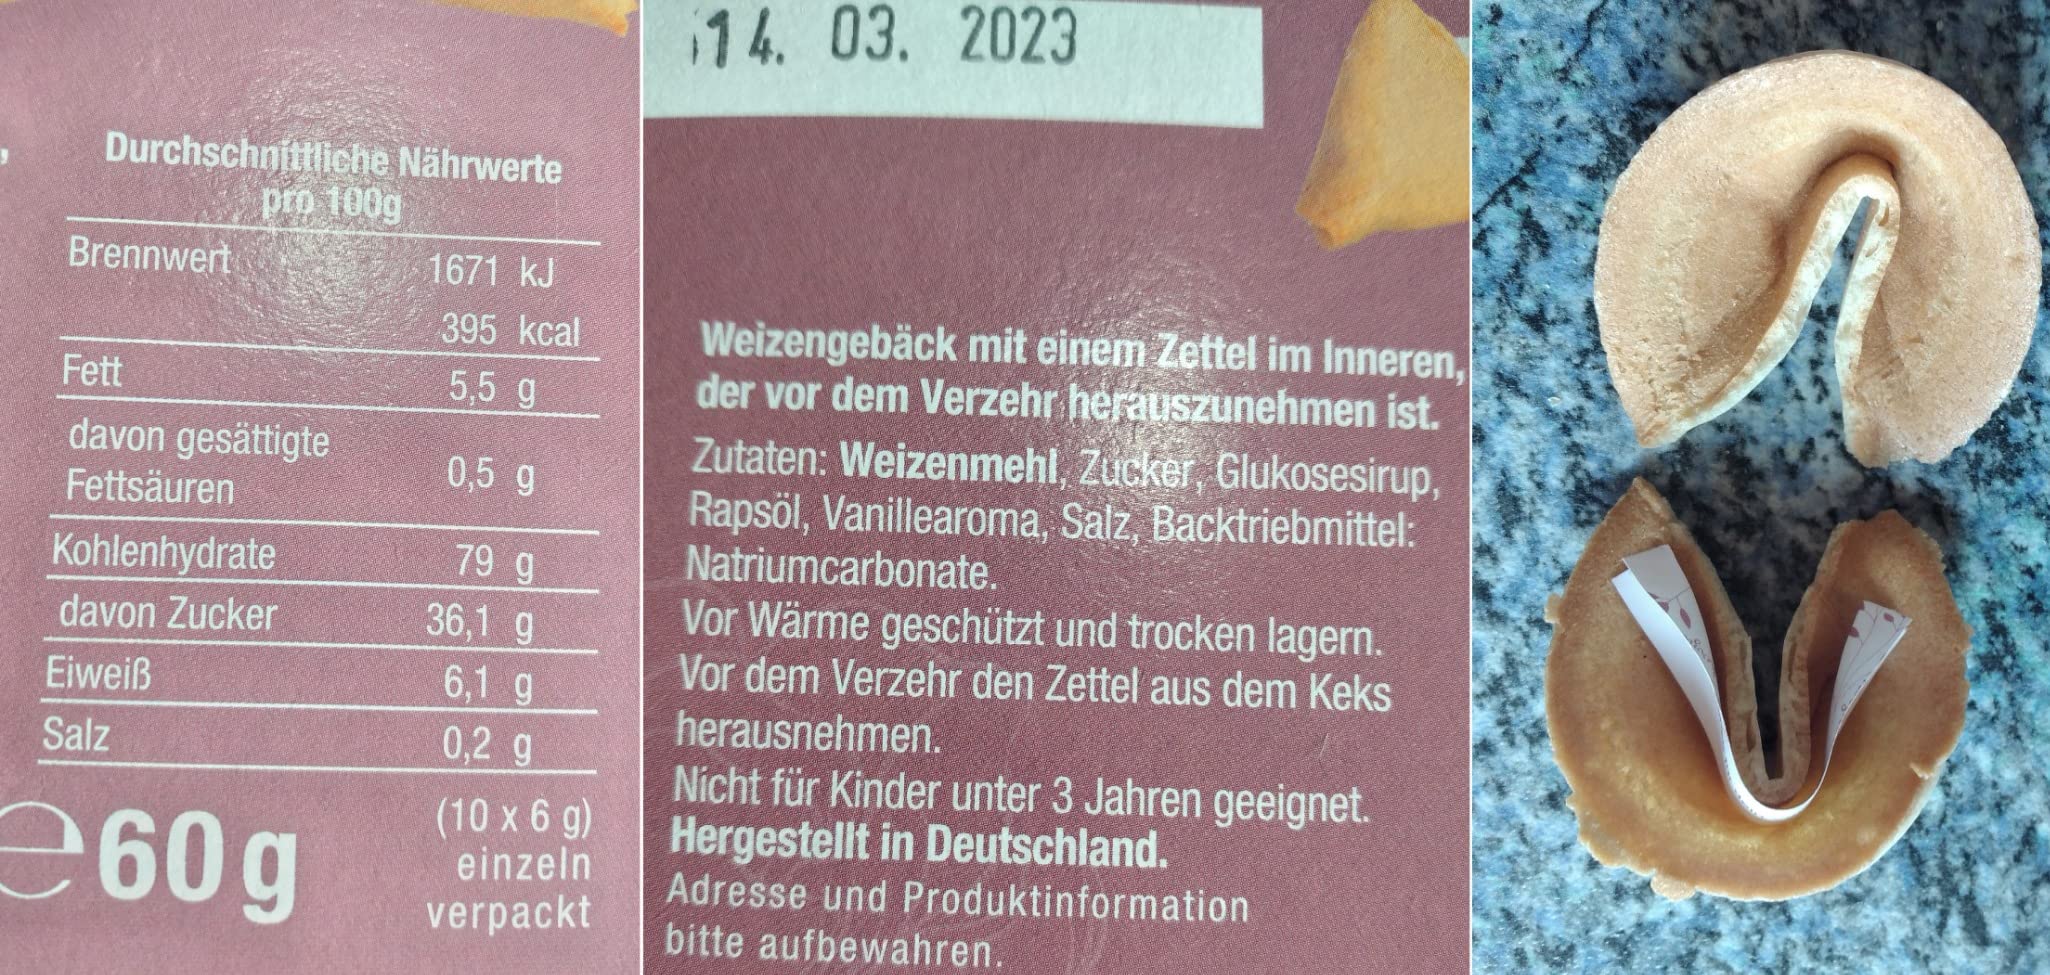 Durchschnittliche Nährwerte
pro 100g
Brennwert 1671 kJ
395 kcal
Fett 5,5 g
davon gesättigte
Fettsäuren 0,5 g
Kohlenhydrate 79 g
davon Zucker 36,1 g
Eiweiß 6,1 g
Salz 0,2 g
℮60g
(10 x 6 g)
einzeln
verpackt
14. 03. 2023
Weizengebäck mit einem Zettel im Inneren,
der vor dem Verzehr herauszunehmen ist.
Zutaten: Weizenmehl, Zucker, Glukosesirup,
Rapsöl, Vanillearoma, Salz, Backtriebmittel:
Natriumcarbonate.
Vor Wärme geschützt und trocken lagern.
Vor dem Verzehr den Zettel aus dem Keks
herausnehmen.
Nicht für Kinder unter 3 Jahren geeignet.
Hergestellt in Deutschland.
Adresse und Produktinformation
bitte aufbewahren.